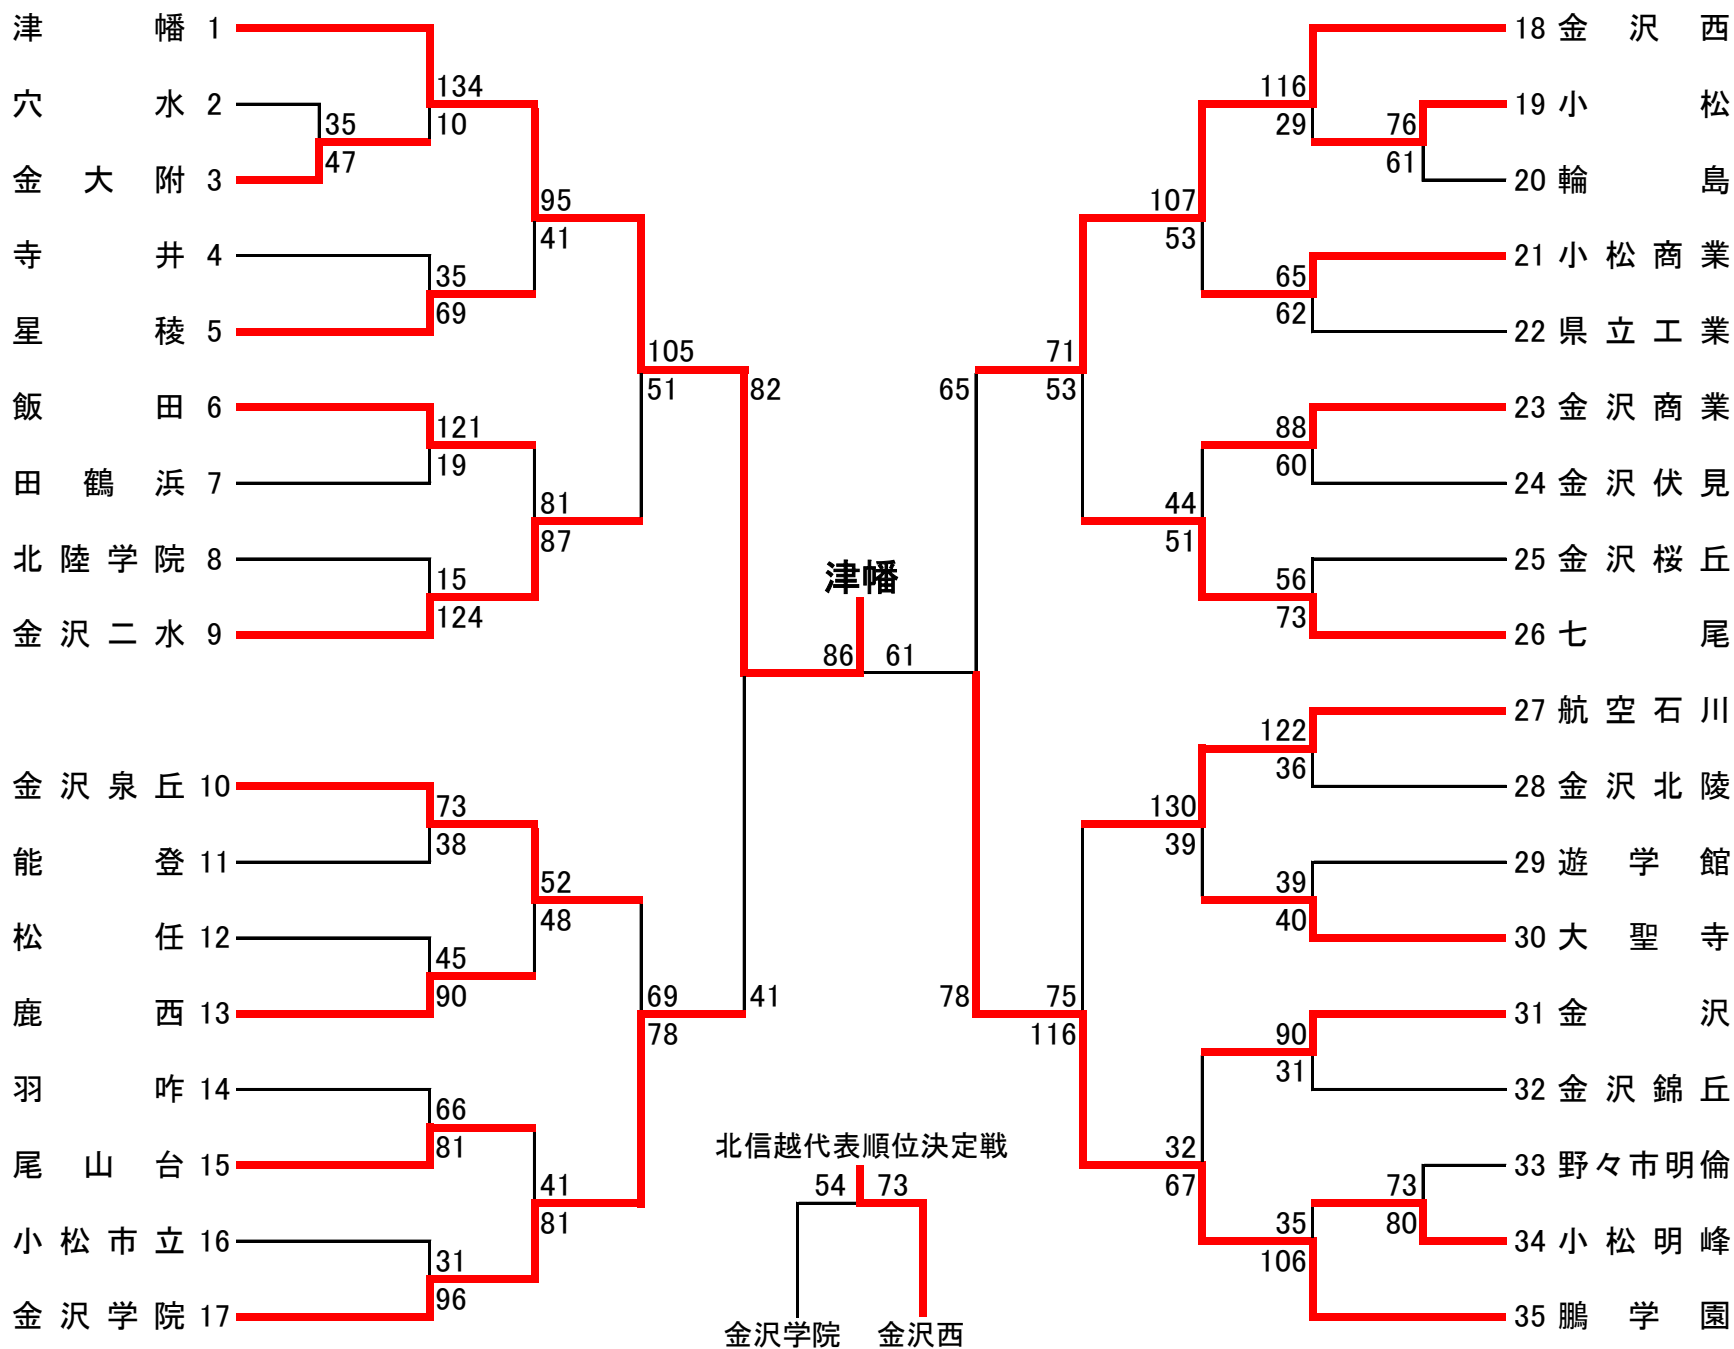 津幡 1
穴水 2
金大附 3
寺井 4
星稜 5
飯田 6
田鶴浜 7
北陸学院 8
金沢二水 9
金沢泉丘 10
能登 11
松任 12
鹿西 13
羽咋 14
尾山台 15
小松市立 16
金沢学院 17
35
47
134
10
35
69
121
19
15
124
73
38
45
90
66
81
31
96
95
41
81
87
52
48
41
81
105
51
69
78
82
41
津幡
86 61
65
78
71
53
75
116
107
53
44
51
130
39
32
67
116
29
65
62
88
60
56
73
122
36
39
40
90
31
35
106
76
61
73
80
18 金沢西
19 小松
20 輪島
21 小松商業
22 県立工業
23 金沢商業
24 金沢伏見
25 金沢桜丘
26 七尾
27 航空石川
28 金沢北陵
29 遊学館
30 大聖寺
31 金沢
32 金沢錦丘
33 野々市明倫
34 小松明峰
35 鵬学園
北信越代表順位決定戦
54 73
金沢学院 金沢西